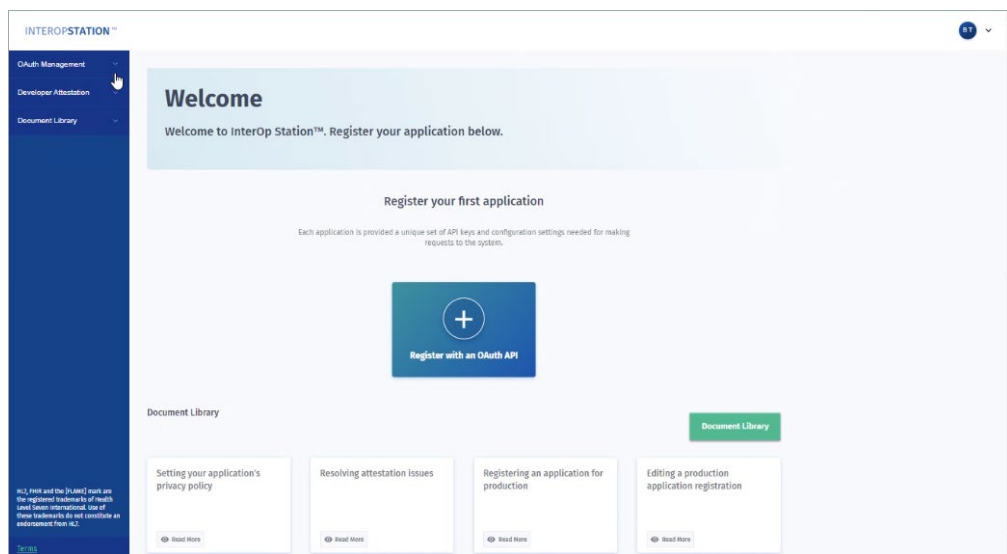 INTEROPSTATION™
BT
OAuth Management
Developer Attestation
Document Library
Welcome
Welcome to InterOp Station™. Register your application below.
Register your first application
Each application is provided a unique set of API keys and configuration settings needed for making
requests to the system.
Register with an OAuth API
Document Library
Document Library
Setting your application's
privacy policy
Read More
Resolving attestation issues
Read More
Registering an application for
production
Read More
Editing a production
application registration
Read More
HL7, FHIR and the [FLAME] mark are
the registered trademarks of Health
Level Seven International. Use of
these trademarks do not constitute an
endorsement from HL7.
Terms